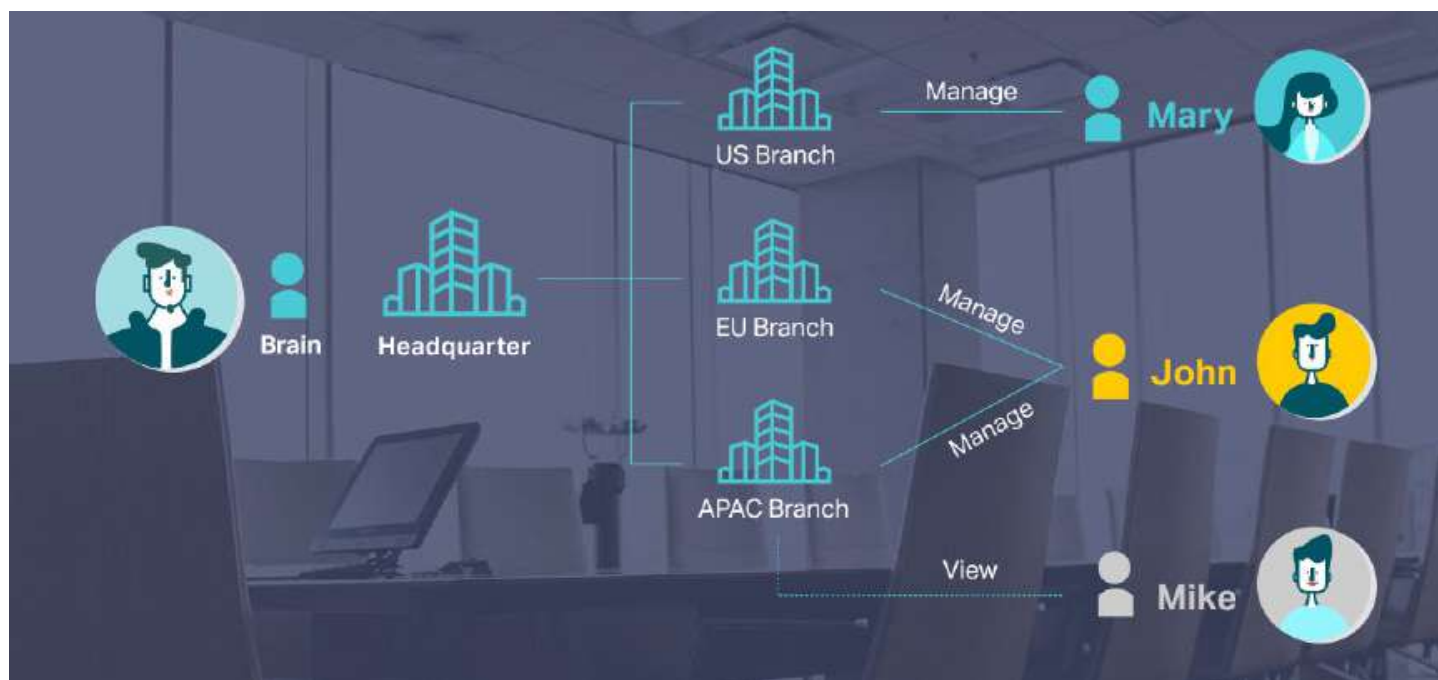 Manage
Mary
US Branch
Brain
Headquarter
EU Branch
Manage
John
Manage
APAC Branch
View
Mike